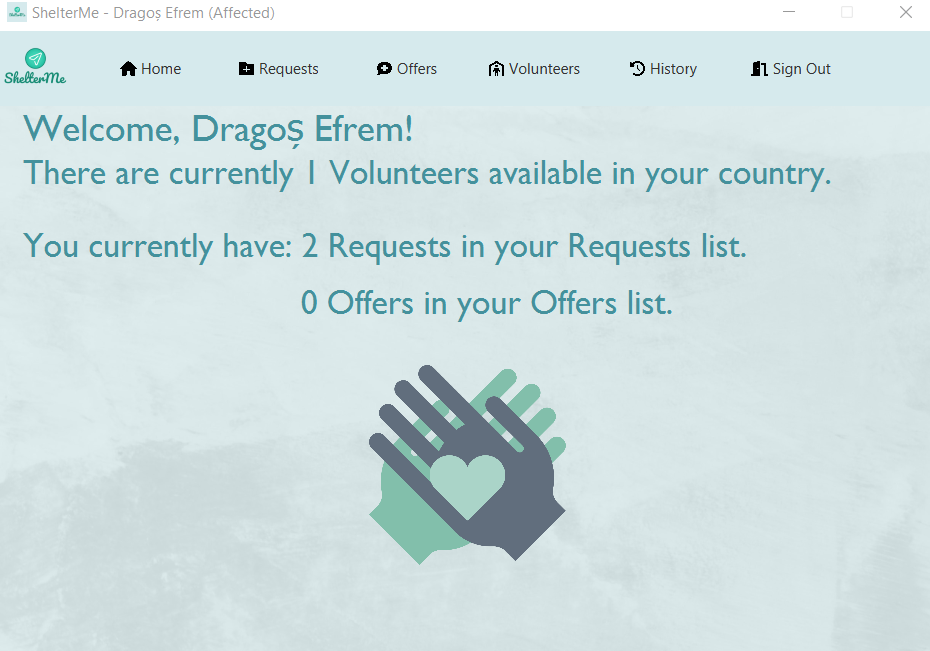 ShelterMe - Dragoș Efrem (Affected)
ShelterMe
Home Requests Offers Volunteers History Sign Out
Welcome, Dragoș Efrem!
There are currently 1 Volunteers available in your country.
You currently have: 2 Requests in your Requests list.
0 Offers in your Offers list.